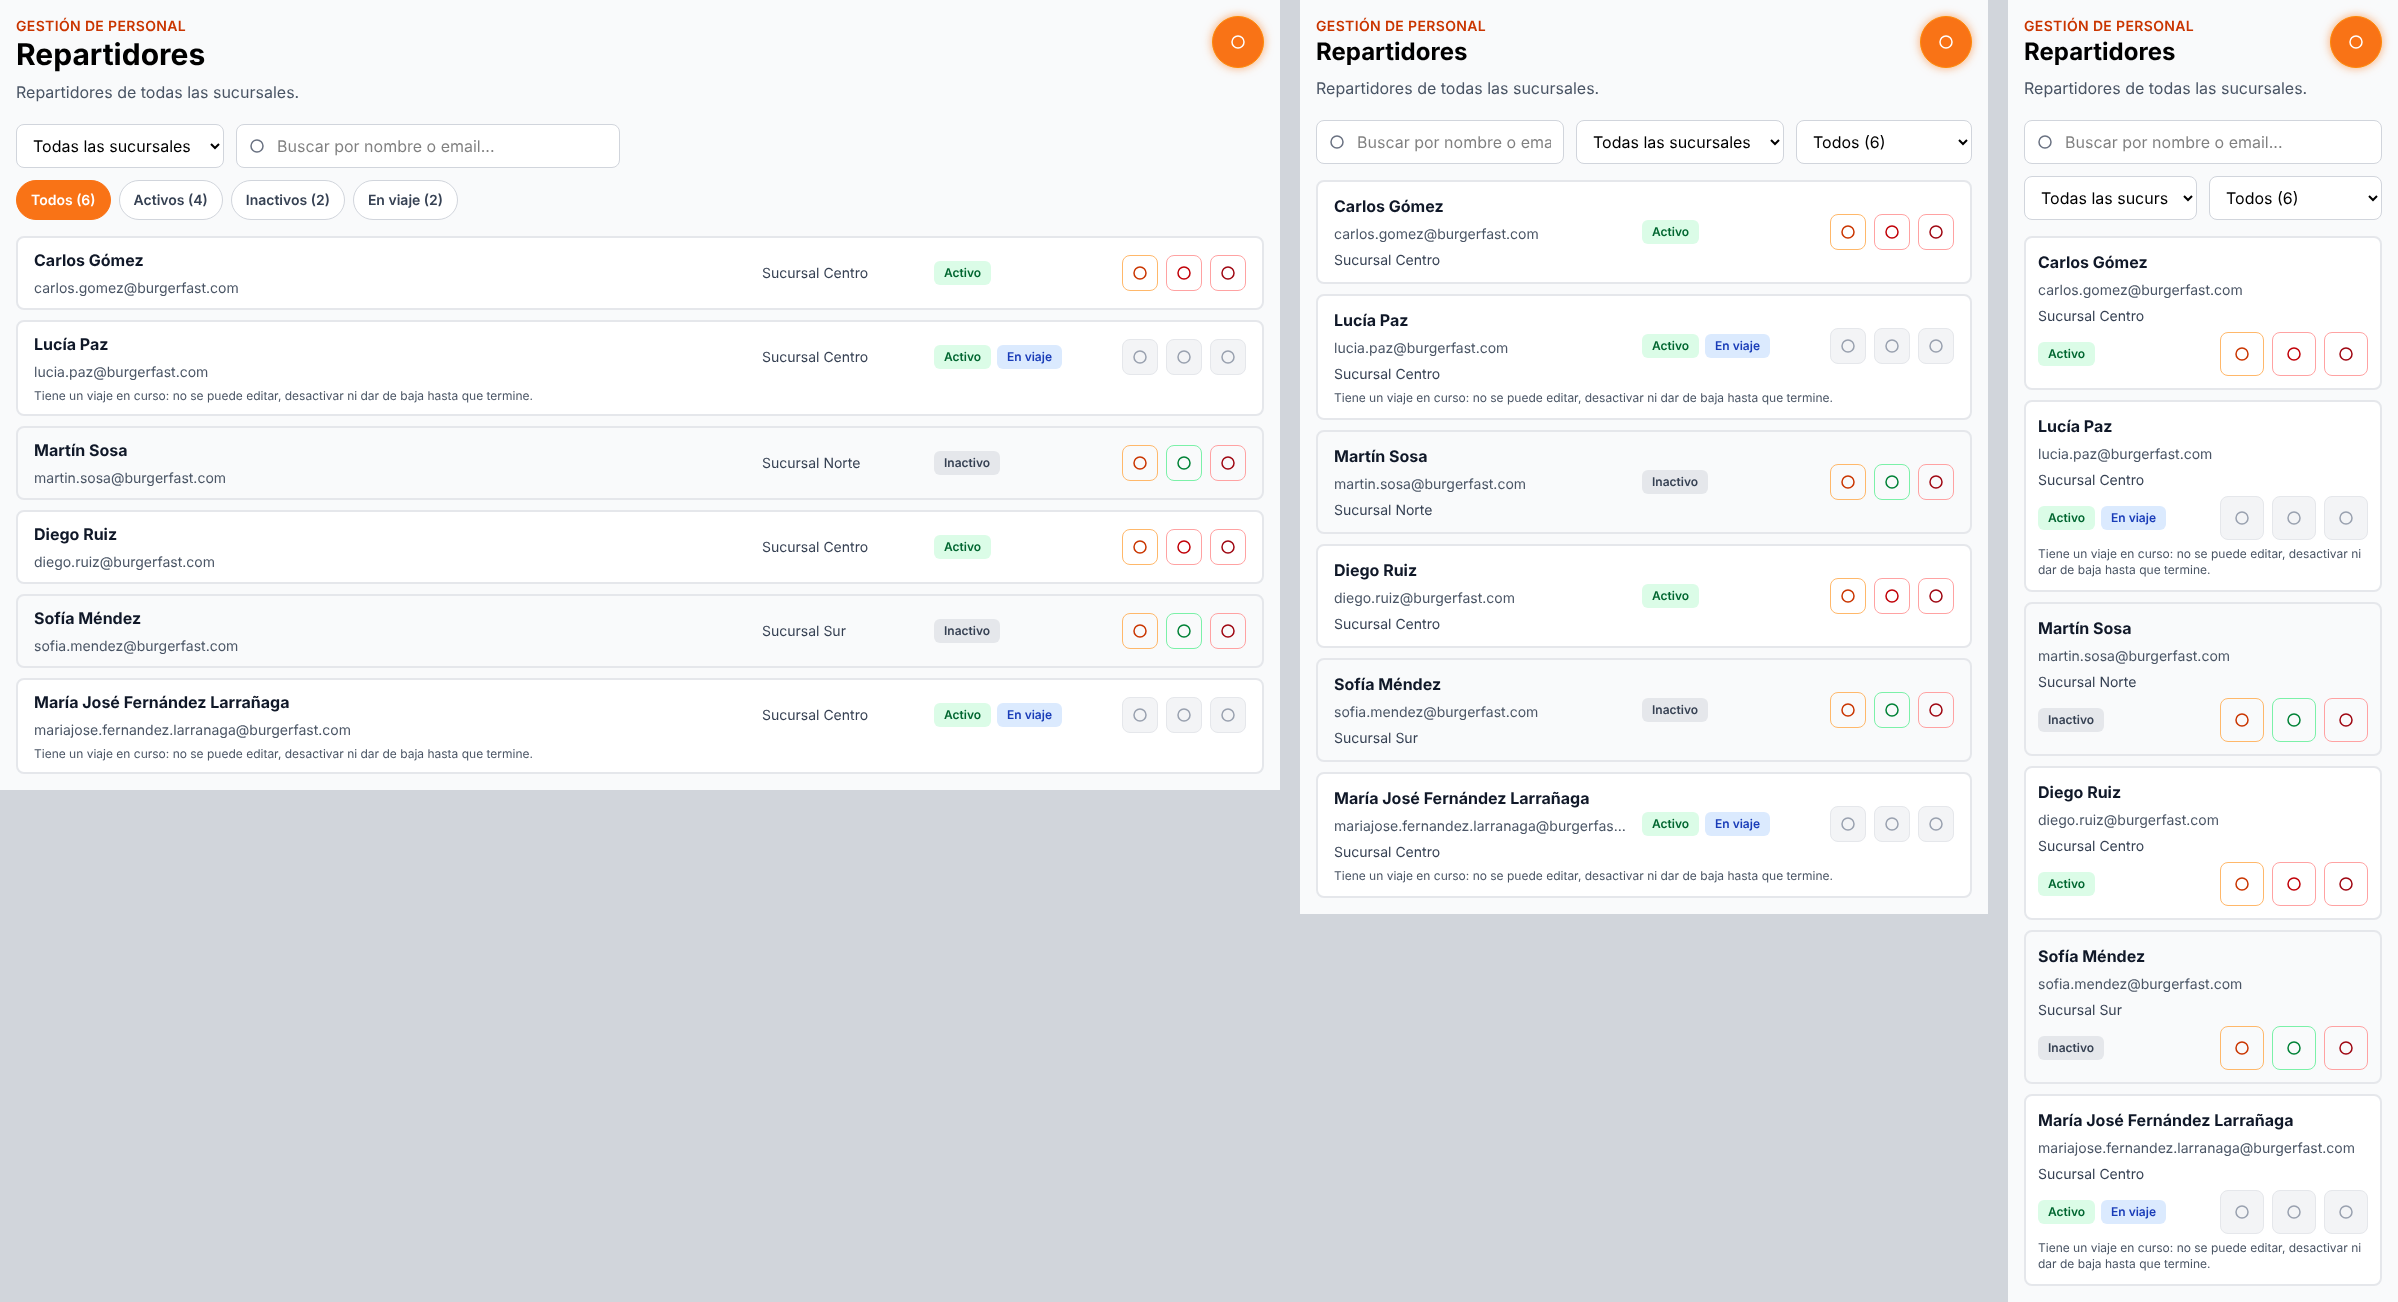 GESTIÓN DE PERSONAL
Repartidores
Repartidores de todas las sucursales.
Todas las sucursales
Buscar por nombre o email...
Todos (6)
Activos (4)
Inactivos (2)
En viaje (2)
Carlos Gómez
carlos.gomez@burgerfast.com
Sucursal Centro
Activo
Lucía Paz
lucia.paz@burgerfast.com
Sucursal Centro
Activo
En viaje
Tiene un viaje en curso: no se puede editar, desactivar ni dar de baja hasta que termine.
Martín Sosa
martin.sosa@burgerfast.com
Sucursal Norte
Inactivo
Diego Ruiz
diego.ruiz@burgerfast.com
Sucursal Centro
Activo
Sofía Méndez
sofia.mendez@burgerfast.com
Sucursal Sur
Inactivo
María José Fernández Larrañaga
mariajose.fernandez.larranaga@burgerfast.com
Sucursal Centro
Activo
En viaje
Tiene un viaje en curso: no se puede editar, desactivar ni dar de baja hasta que termine.
GESTIÓN DE PERSONAL
Repartidores
Repartidores de todas las sucursales.
Buscar por nombre o ema
Todas las sucursales
Todos (6)
Carlos Gómez
carlos.gomez@burgerfast.com
Sucursal Centro
Activo
Lucía Paz
lucia.paz@burgerfast.com
Sucursal Centro
Activo
En viaje
Tiene un viaje en curso: no se puede editar, desactivar ni dar de baja hasta que termine.
Martín Sosa
martin.sosa@burgerfast.com
Sucursal Norte
Inactivo
Diego Ruiz
diego.ruiz@burgerfast.com
Sucursal Centro
Activo
Sofía Méndez
sofia.mendez@burgerfast.com
Sucursal Sur
Inactivo
María José Fernández Larrañaga
mariajose.fernandez.larranaga@burgerfas...
Sucursal Centro
Activo
En viaje
Tiene un viaje en curso: no se puede editar, desactivar ni dar de baja hasta que termine.
GESTIÓN DE PERSONAL
Repartidores
Repartidores de todas las sucursales.
Buscar por nombre o email...
Todas las sucurs
Todos (6)
Carlos Gómez
carlos.gomez@burgerfast.com
Sucursal Centro
Activo
Lucía Paz
lucia.paz@burgerfast.com
Sucursal Centro
Activo
En viaje
Tiene un viaje en curso: no se puede editar, desactivar ni
dar de baja hasta que termine.
Martín Sosa
martin.sosa@burgerfast.com
Sucursal Norte
Inactivo
Diego Ruiz
diego.ruiz@burgerfast.com
Sucursal Centro
Activo
Sofía Méndez
sofia.mendez@burgerfast.com
Sucursal Sur
Inactivo
María José Fernández Larrañaga
mariajose.fernandez.larranaga@burgerfast.com
Sucursal Centro
Activo
En viaje
Tiene un viaje en curso: no se puede editar, desactivar ni
dar de baja hasta que termine.